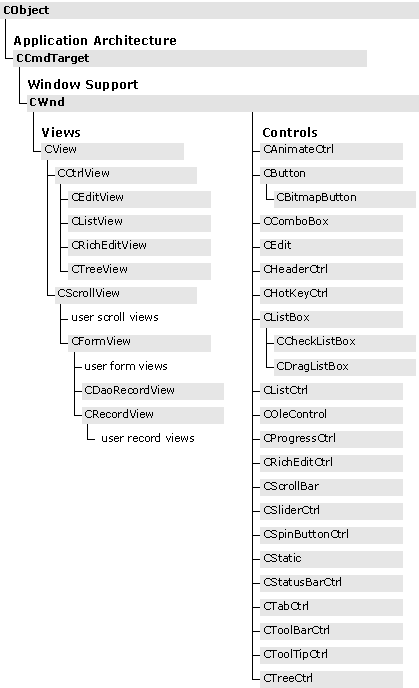 CObject
Application Architecture
CCmdTarget
Window Support
CWnd
Views
CView
CCtrlView
CEditView
CListView
CRichEditView
CTreeView
CScrollView
user scroll views
CFormView
user form views
CDaoRecordView
CRecordView
user record views
Controls
CAnimateCtrl
CButton
CBitmapButton
CComboBox
CEdit
CHeaderCtrl
CHotKeyCtrl
CListBox
CCheckListBox
CDragListBox
CListCtrl
COleControl
CProgressCtrl
CRichEditCtrl
CScrollBar
CSliderCtrl
CSpinButtonCtrl
CStatic
CStatusBarCtrl
CTabCtrl
CToolBarCtrl
CToolTipCtrl
CTreeCtrl